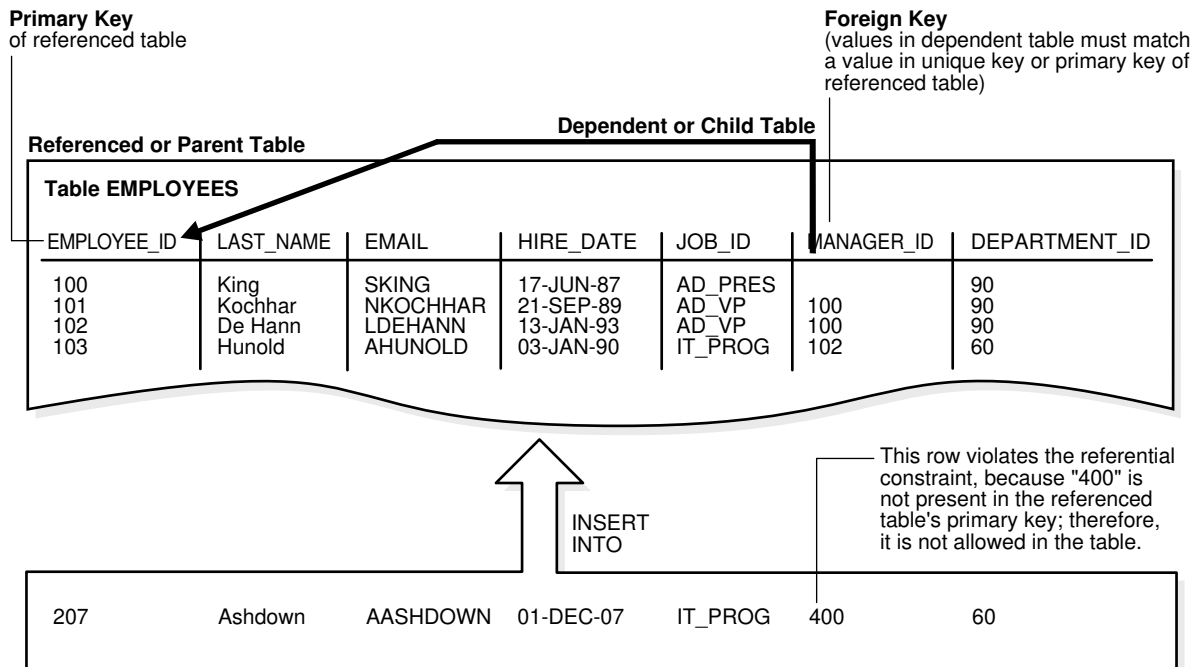 Primary Key
of referenced table
Foreign Key
(values in dependent table must match
a value in unique key or primary key of
referenced table)
Dependent or Child Table
Referenced or Parent Table
Table EMPLOYEES
EMPLOYEE_ID LAST_NAME EMAIL HIRE_DATE JOB_ID MANAGER_ID DEPARTMENT_ID
100 King SKING 17-JUN-87 AD_PRES 90
101 Kochhar NKOCHHAR 21-SEP-89 AD_VP 100 90
102 De Hann LDEHANN 13-JAN-93 AD_VP 100 90
103 Hunold AHUNOLD 03-JAN-90 IT_PROG 102 60
This row violates the referential
constraint, because "400" is
not present in the referenced
table's primary key; therefore,
it is not allowed in the table.
INSERT
INTO
207 Ashdown AASHDOWN 01-DEC-07 IT_PROG 400 60